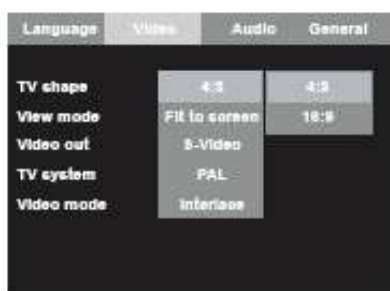 Language Video Audio General
TV shape 4:3 4:3
View mode Fit to screen 16:9
Video out S-Video
TV system PAL
Video mode Interlace